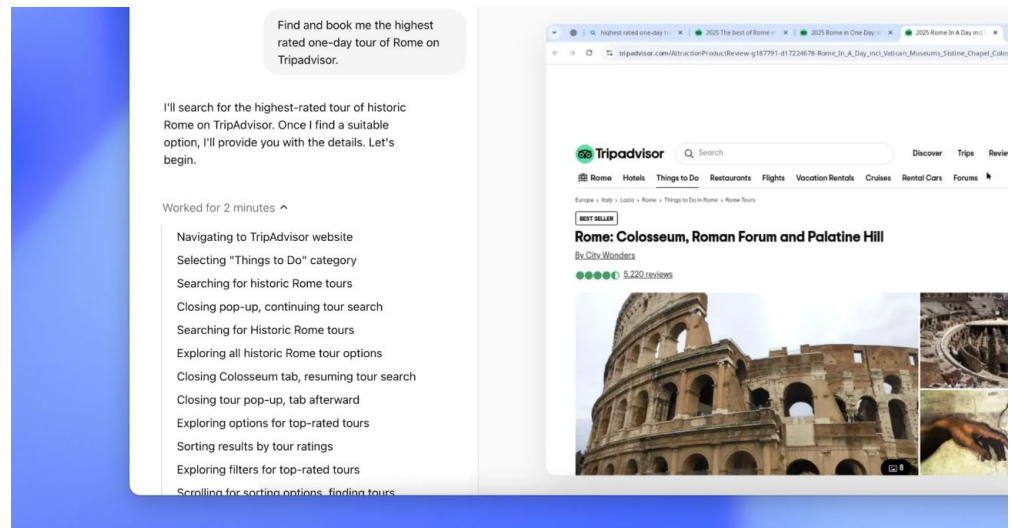 Find and book me the highest
rated one-day tour of Rome on
Tripadvisor.
I'll search for the highest-rated tour of historic
Rome on TripAdvisor. Once I find a suitable
option, I'll provide you with the details. Let's
begin.
Worked for 2 minutes
Navigating to TripAdvisor website
Selecting "Things to Do" category
Searching for historic Rome tours
Closing pop-up, continuing tour search
Searching for Historic Rome tours
Exploring all historic Rome tour options
Closing Colosseum tab, resuming tour search
Closing tour pop-up, tab afterward
Exploring options for top-rated tours
Sorting results by tour ratings
Exploring filters for top-rated tours
Scrolling for sorting options, finding tours
highest rated one-day 2025 The best of Rome 2025 Rome in One Day 2025 Rome In A Day incl
tripadvisor.com/AttractionProductReview-g187791-d17224678-Rome_In_A_Day_incl_Vatican_Museums_Sistine_Chapel_Colos
Tripadvisor Search Discover Trips Revie
Rome Hotels Things to Do Restaurants Flights Vacation Rentals Cruises Rental Cars Forums
Europe > Italy > Lazio > Rome > Things to Do in Rome > Rome Tours
BEST SELLER
Rome: Colosseum, Roman Forum and Palatine Hill
By City Wonders
5,220 reviews
8